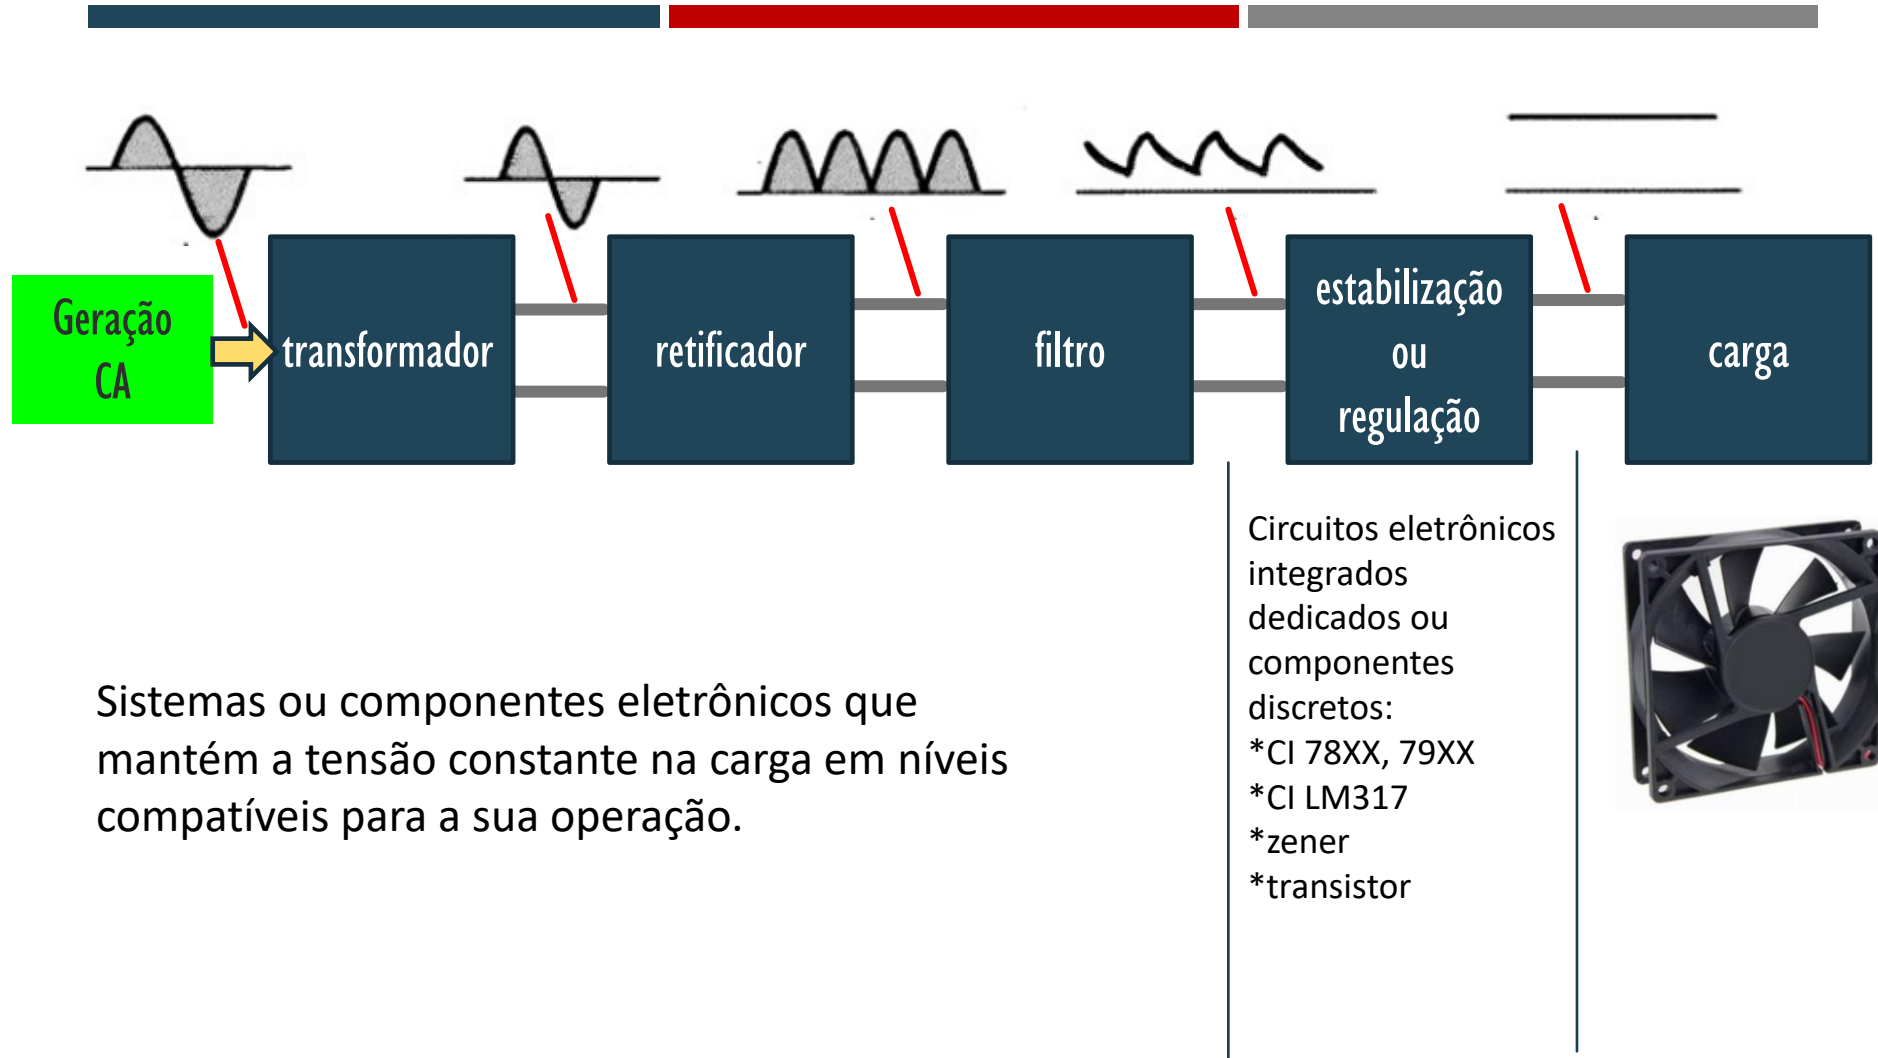 Geração
CA
transformador
retificador
filtro
estabilização
ou
regulação
carga
Sistemas ou componentes eletrônicos que
mantém a tensão constante na carga em níveis
compatíveis para a sua operação.
Circuitos eletrônicos
integrados
dedicados ou
componentes
discretos:
*CI 78XX, 79XX
*CI LM317
*zener
*transistor